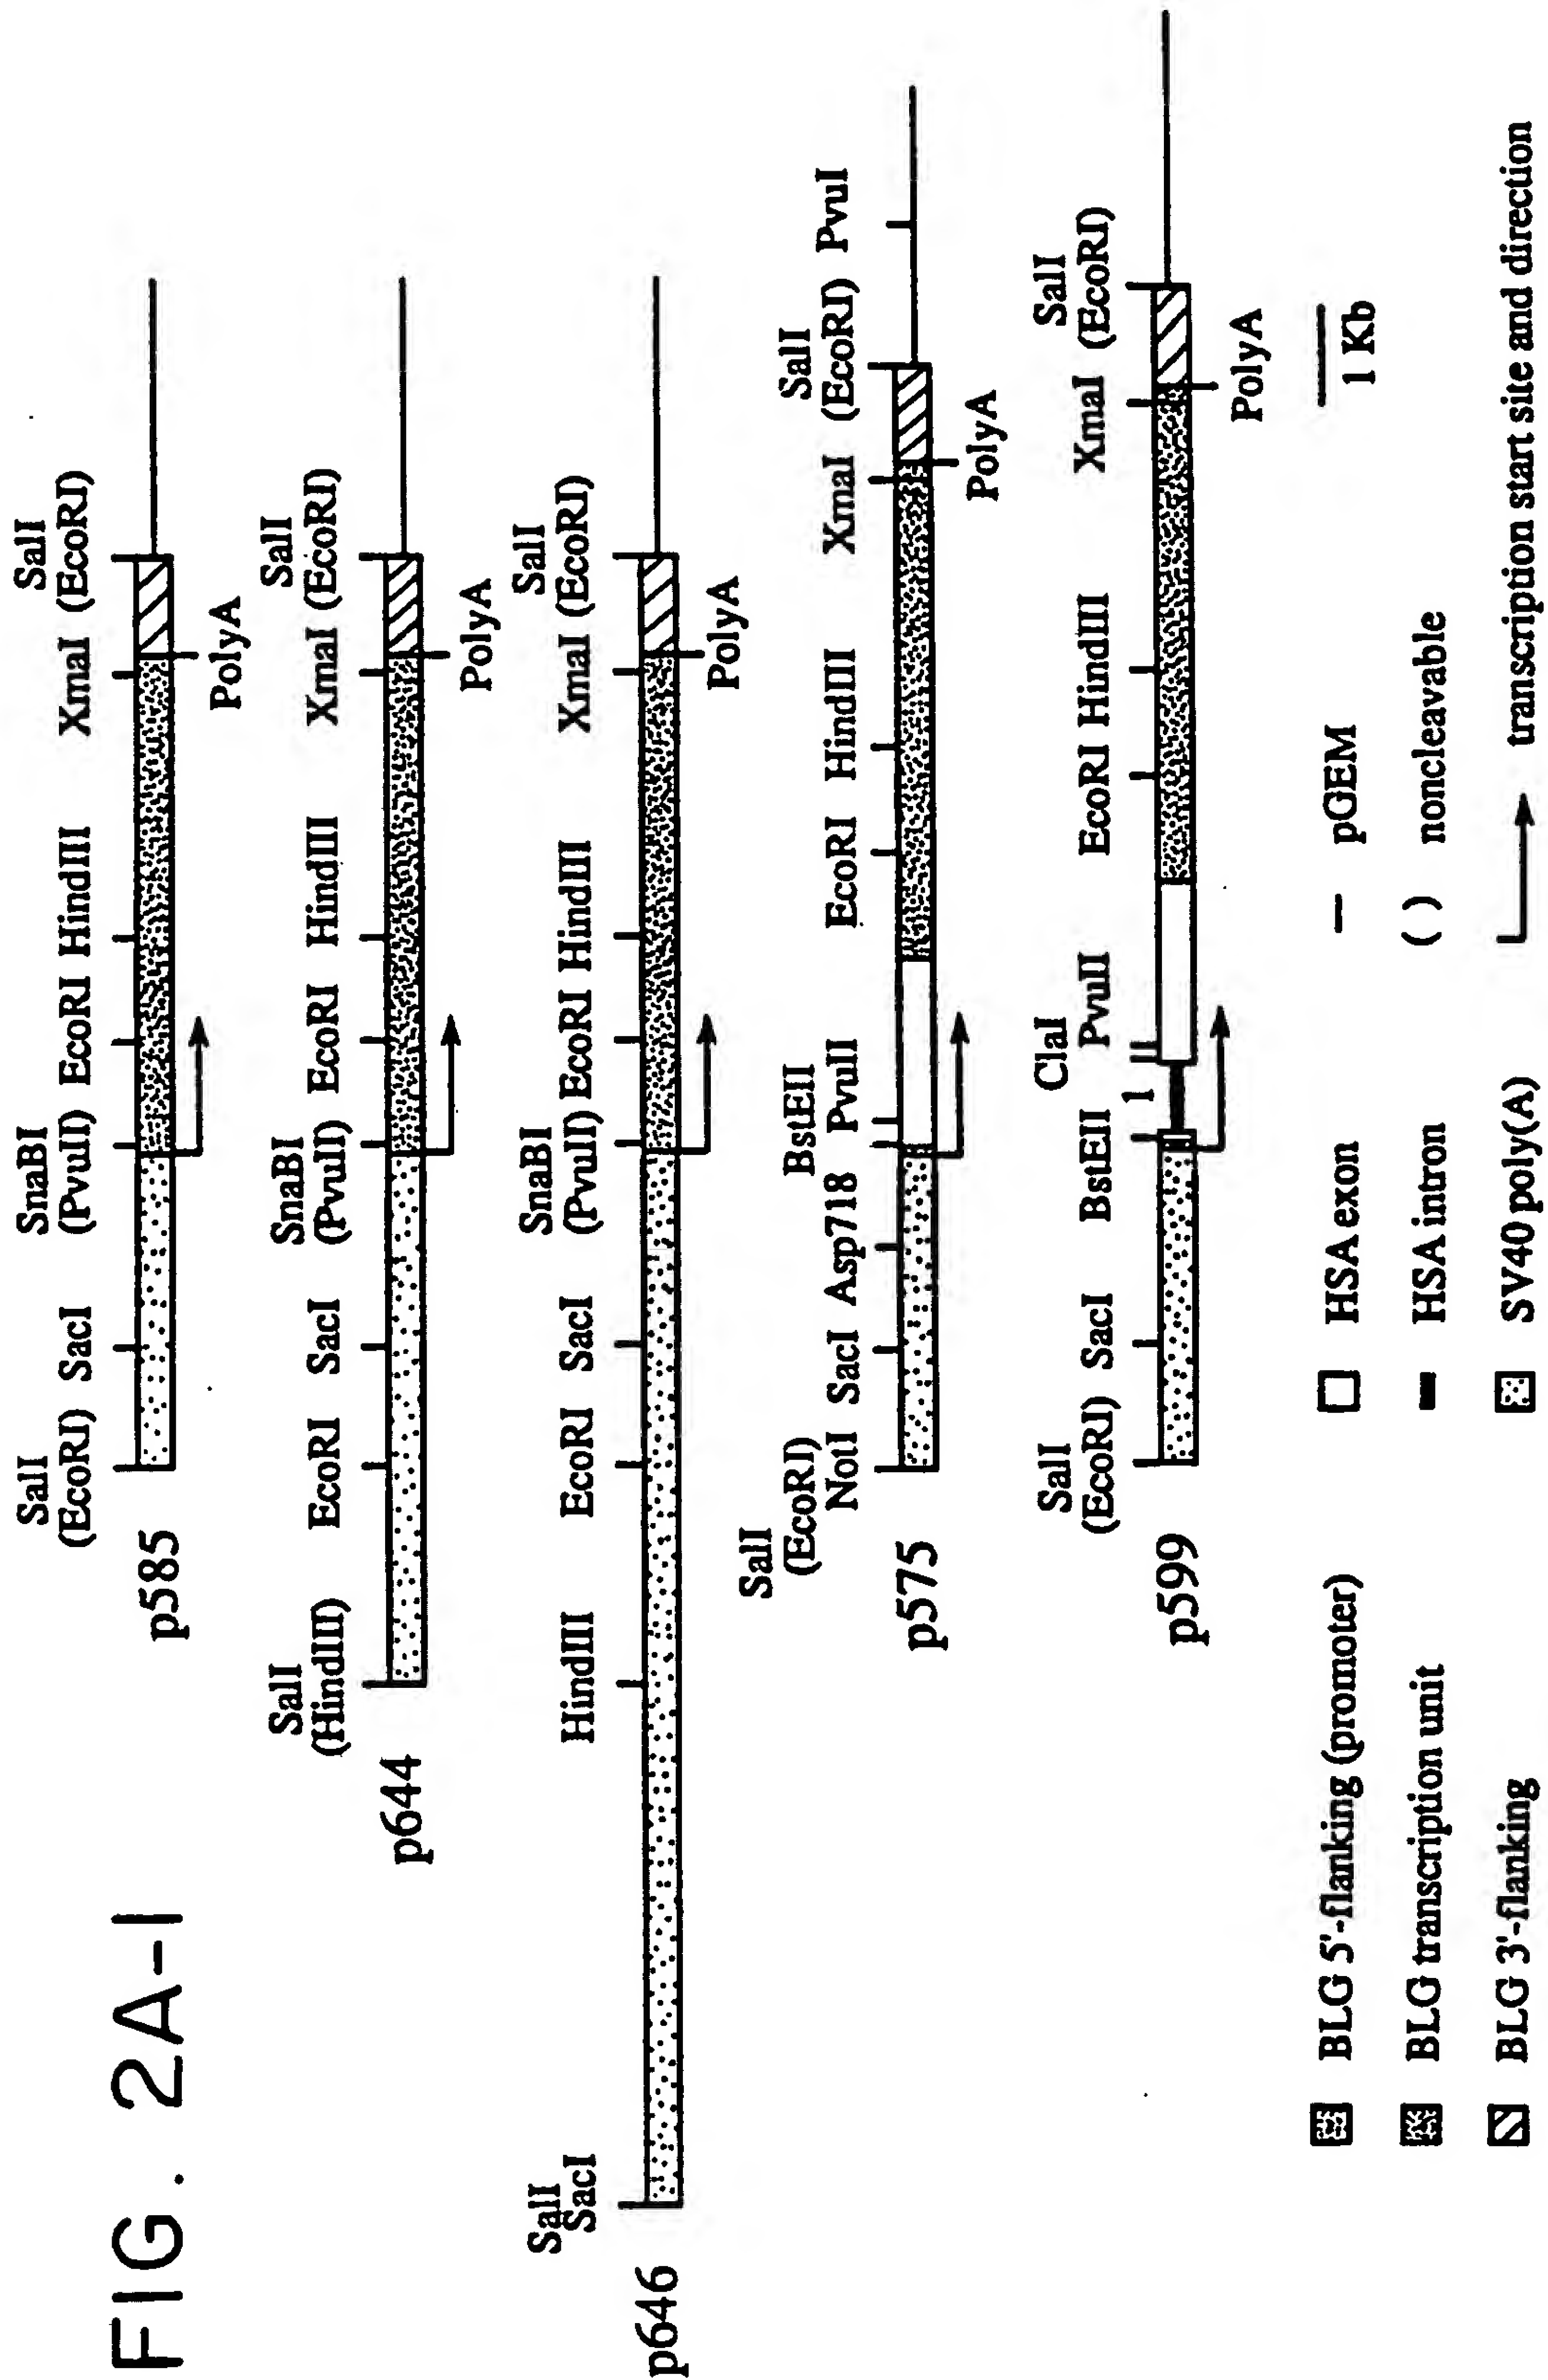 FIG. 2A-1
SalI SnaBI SalI
(EcoRI) SacI (PvuII) EcoRI HindIII XmaI (EcoRI)
p585
PolyA
SalI SnaBI SalI
(HindIII) EcoRI SacI (PvuII) EcoRI HindIII XmaI (EcoRI)
p644
PolyA
SalI SnaBI SalI
SacI HindIII EcoRI SacI (PvuII) EcoRI HindIII XmaI (EcoRI)
p646
PolyA
SalI
(EcoRI) BstEII SalI
NotI SacI Asp718 PvuII EcoRI HindIII XmaI (EcoRI) PvuI
p575
PolyA
SalI ClaI SalI
(EcoRI) SacI BstEII PvuII EcoRI HindIII XmaI (EcoRI)
1
p599
PolyA
BLG 5'-flanking (promoter) HSA exon pGEM
1 Kb
BLG transcription unit HSA intron ( ) noncleavable
BLG 3'-flanking SV40 poly(A) transcription start site and direction